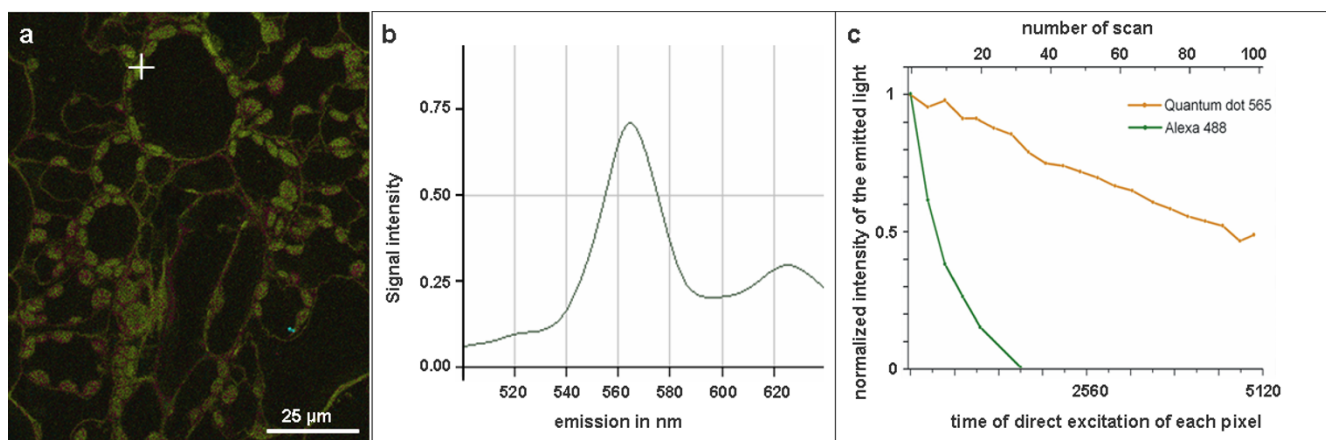 a
25 µm
b
Signal intensity
0.75
0.50
0.25
0.00
520 540 560 580 600 620
emission in nm
c
number of scan
20 40 60 80 100
normalized intensity of the emitted light
1
0.5
0
Quantum dot 565
Alexa 488
2560 5120
time of direct excitation of each pixel